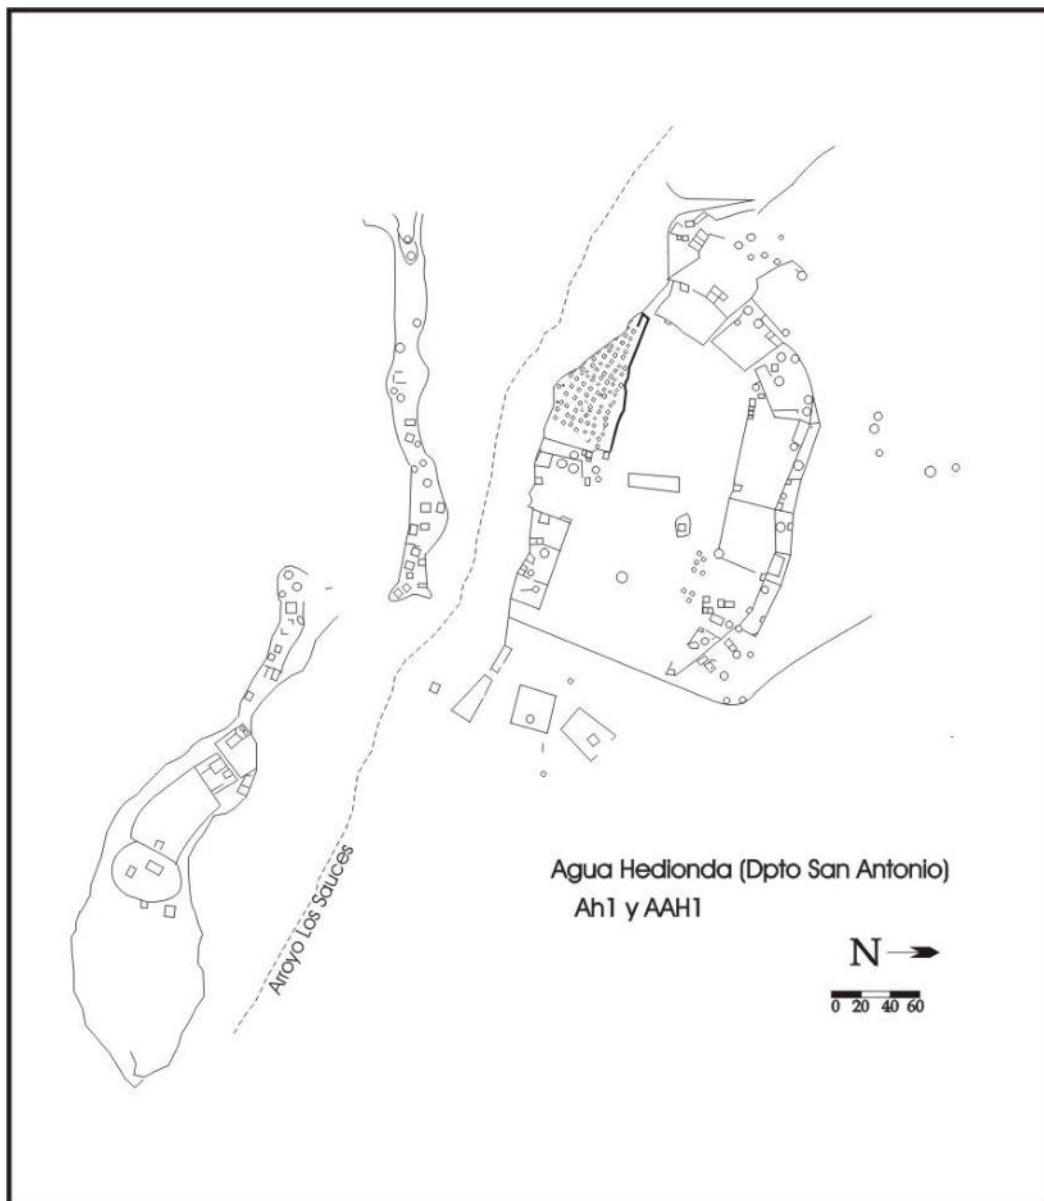 Arroyo Los Sauces
Agua Hedionda (Dpto San Antonio)
Ah1 y AAH1
N
0 20 40 60